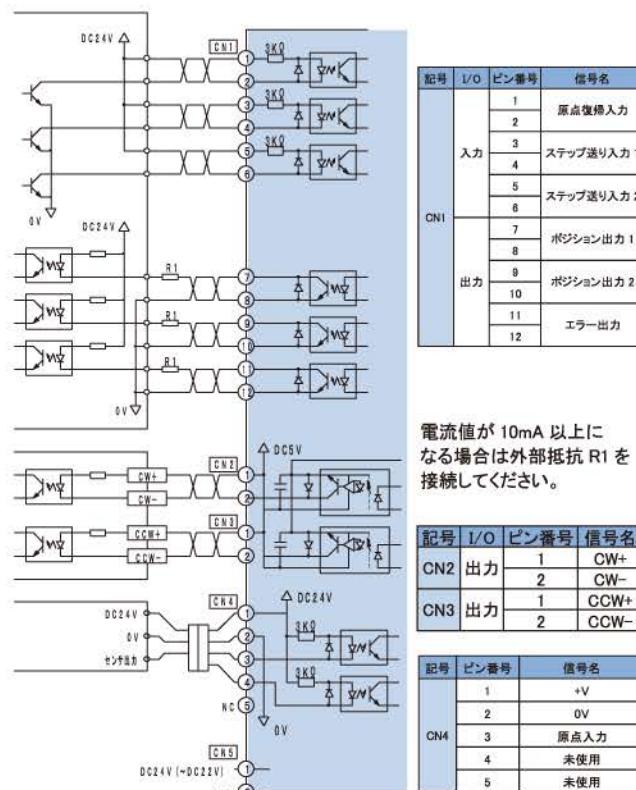 DC24V
CN1
① 3KΩ
②
③ 3KΩ
④
⑤ 3KΩ
⑥
0V
DC24V
R1 ⑦
⑧
R1 ⑨
⑩
R1 ⑪
⑫
0V
CN2 DC5V
CW+ ①
CW- ②
CN3
CCW+ ①
CCW- ②
CN4 DC24V
DC24V ①
0V ② 3KΩ
センサ出力 ③
④ 3KΩ
NC ⑤
0V
CN5
DC24V(~DC22V) ①
記号 I/O ピン番号 信号名
CN1 入力 1 2 原点復帰入力
3 4 ステップ送り入力
5 6 ステップ送り入力
出力 7 8 ポジション出力 1
9 10 ポジション出力 2
11 12 エラー出力
電流値が 10mA 以上に
なる場合は外部抵抗 R1 を
接続してください。
記号 I/O ピン番号 信号名
CN2 出力 1 CW+
2 CW-
CN3 出力 1 CCW+
2 CCW-
記号 ピン番号 信号名
CN4 1 +V
2 0V
3 原点入力
4 未使用
5 未使用